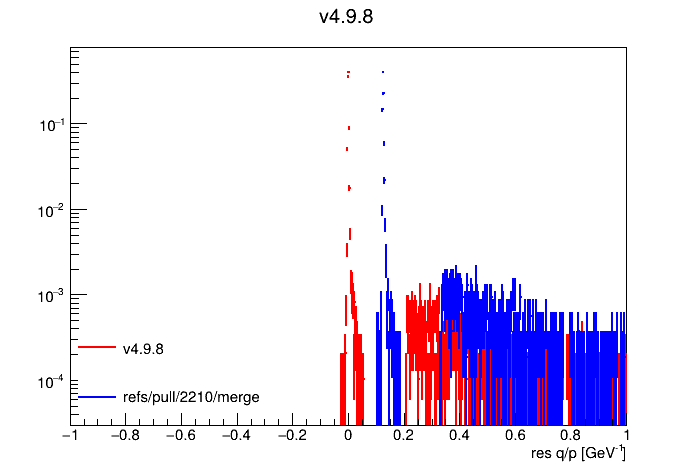 v4.9.8
10⁻¹
10⁻²
10⁻³
10⁻⁴
v4.9.8
refs/pull/2210/merge
−1 −0.8 −0.6 −0.4 −0.2 0 0.2 0.4 0.6 0.8 1
res q/p [GeV⁻¹]